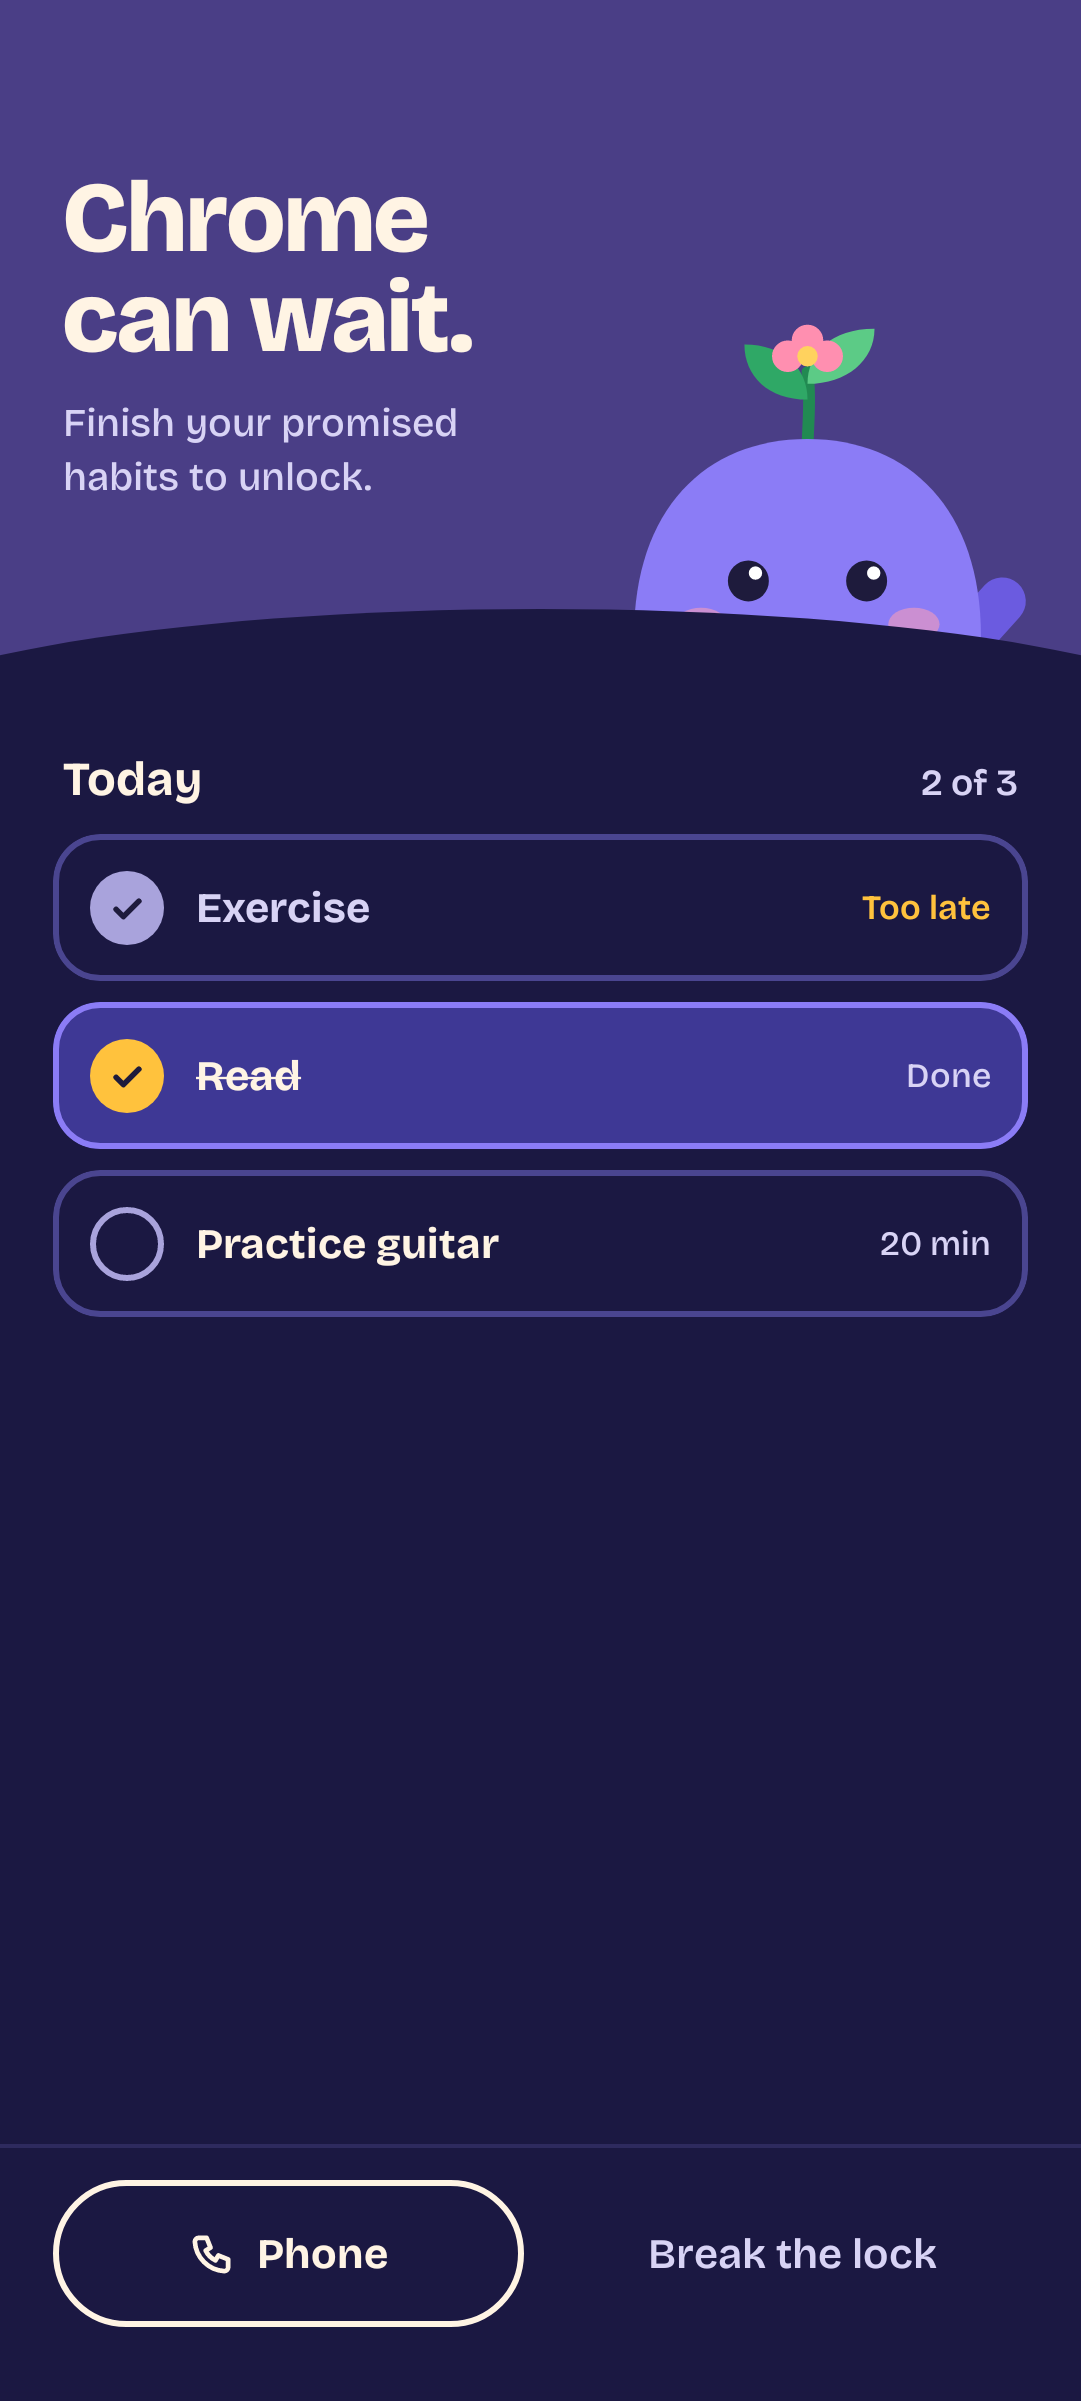 Chrome
can wait.
Finish your promised
habits to unlock.
Today
2 of 3
Exercise
Too late
Read
Done
Practice guitar
20 min
Phone
Break the lock